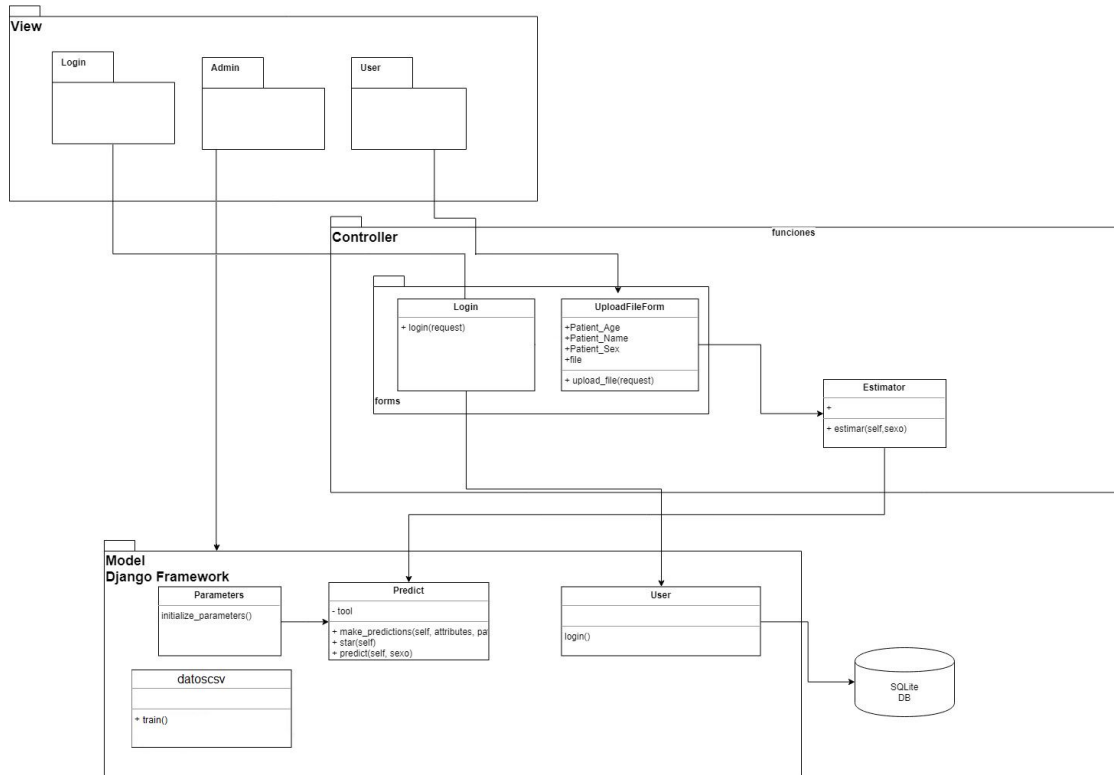 View
Login
Admin
User
Controller
funciones
Login
+ login(request)
UploadFileForm
+Patient_Age
+Patient_Name
+Patient_Sex
+file
+ upload_file(request)
forms
Estimator
+
+ estimar(self,sexo)
Model
Django Framework
Parameters
initialize_parameters()
Predict
- tool
+ make_predictions(self, attributes, pa
+ star(self)
+ predict(self, sexo)
User
login()
datoscsv
+ train()
SQLite
DB